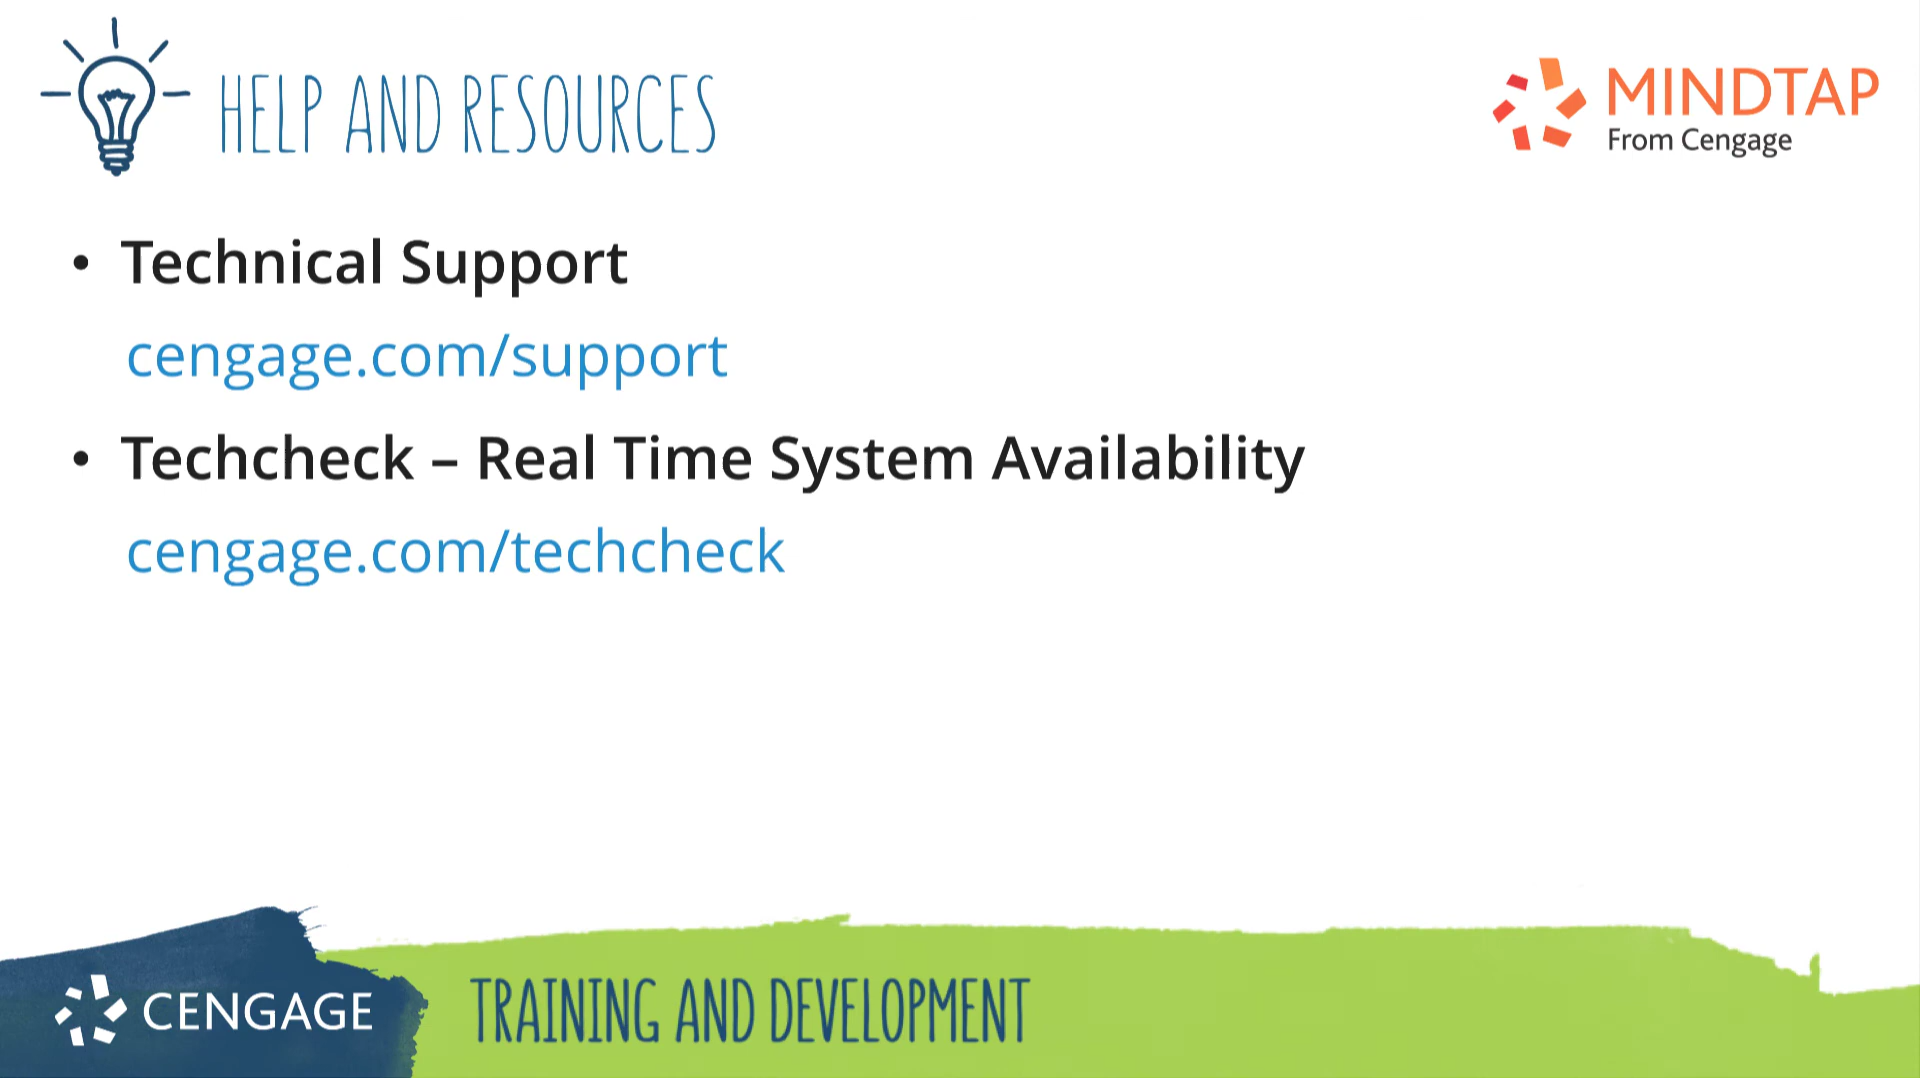 HELP AND RESOURCES
MINDTAP
From Cengage
• Technical Support
cengage.com/support
• Techcheck – Real Time System Availability
cengage.com/techcheck
CENGAGE
TRAINING AND DEVELOPMENT